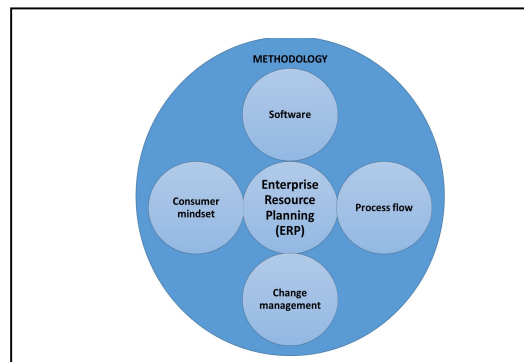 METHODOLOGY
Software
Consumer
mindset
Enterprise
Resource
Planning
(ERP)
Process flow
Change
management